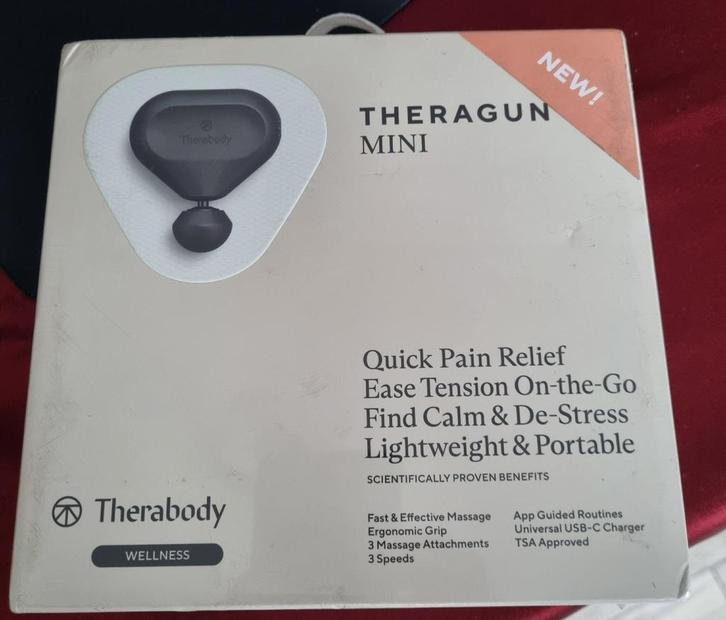 NEW!
THERAGUN
MINI
Therabody
Quick Pain Relief
Ease Tension On-the-Go
Find Calm & De-Stress
Lightweight & Portable
SCIENTIFICALLY PROVEN BENEFITS
Fast & Effective Massage
Ergonomic Grip
3 Massage Attachments
3 Speeds
App Guided Routines
Universal USB-C Charger
TSA Approved
Therabody
WELLNESS